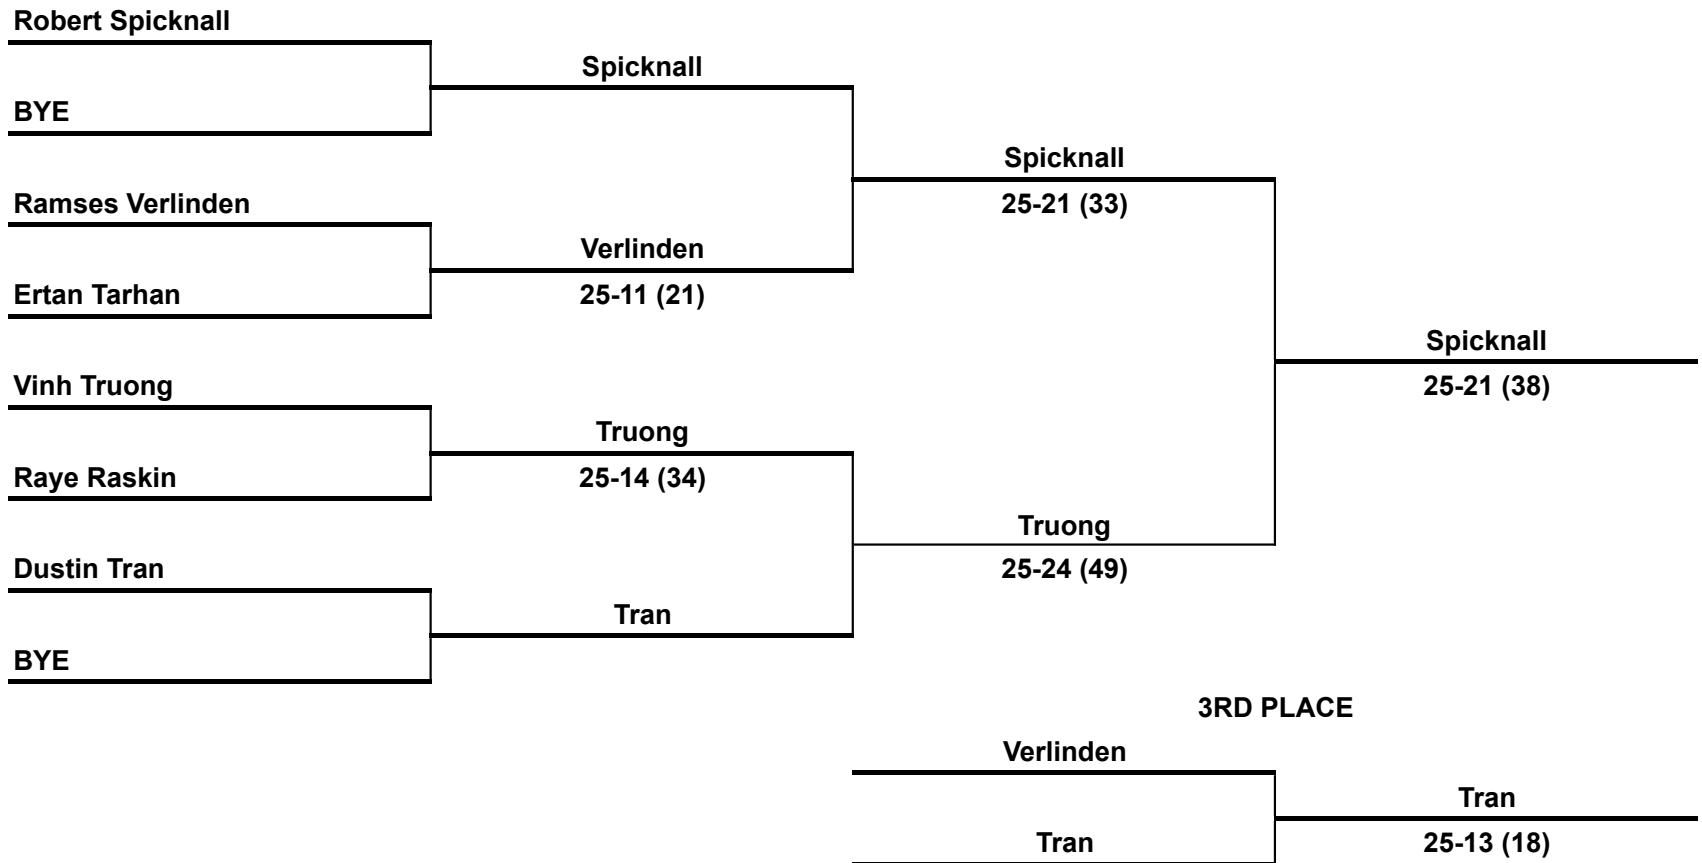 Robert Spicknall
Spicknall
BYE
Spicknall
Ramses Verlinden
25-21 (33)
Verlinden
Ertan Tarhan
25-11 (21)
Spicknall
Vinh Truong
25-21 (38)
Truong
Raye Raskin
25-14 (34)
Truong
Dustin Tran
25-24 (49)
Tran
BYE
3RD PLACE
Verlinden
Tran
Tran
25-13 (18)